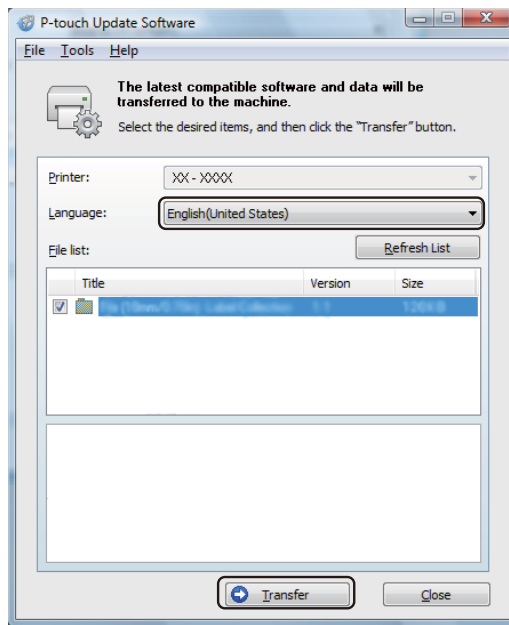 P-touch Update Software
File Tools Help
The latest compatible software and data will be
transferred to the machine.
Select the desired items, and then click the "Transfer" button.
Printer: XX - XXXX
Language: English(United States)
File list: Refresh List
Title Version Size
Transfer Close